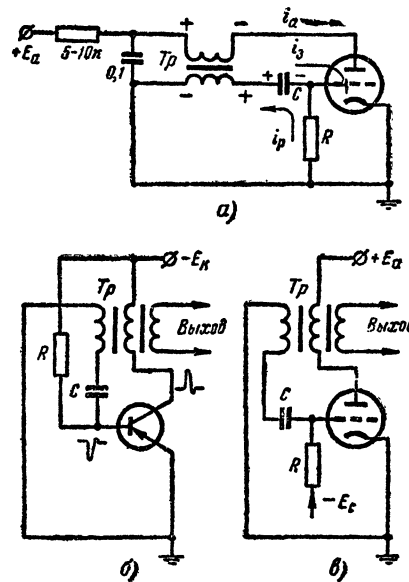 +Eа 5-10к + - iа
0,1 Тр iз
- + + C -
iр R
а)
-Eк +Eа
Тр Тр
Выход Выход
R C C
R
-Eс
б) в)